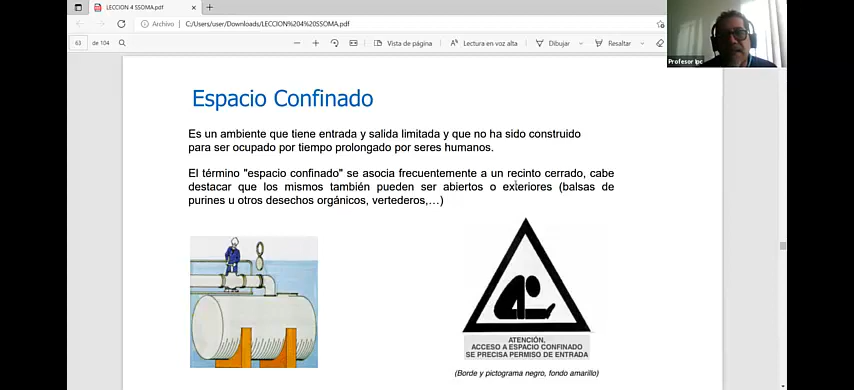 LECCION 4 SSOMA.pdf
Archivo
C:/Users/user/Downloads/LECCION%204%20SSOMA.pdf
63 de 104
Vista de página
Lectura en voz alta
Dibujar
Resaltar
Profesor Ipc
Espacio Confinado
Es un ambiente que tiene entrada y salida limitada y que no ha sido construido
para ser ocupado por tiempo prolongado por seres humanos.
El término "espacio confinado" se asocia frecuentemente a un recinto cerrado, cabe
destacar que los mismos también pueden ser abiertos o exteriores (balsas de
purines u otros desechos orgánicos, vertederos,…)
ATENCIÓN,
ACCESO A ESPACIO CONFINADO
SE PRECISA PERMISO DE ENTRADA
(Borde y pictograma negro, fondo amarillo)